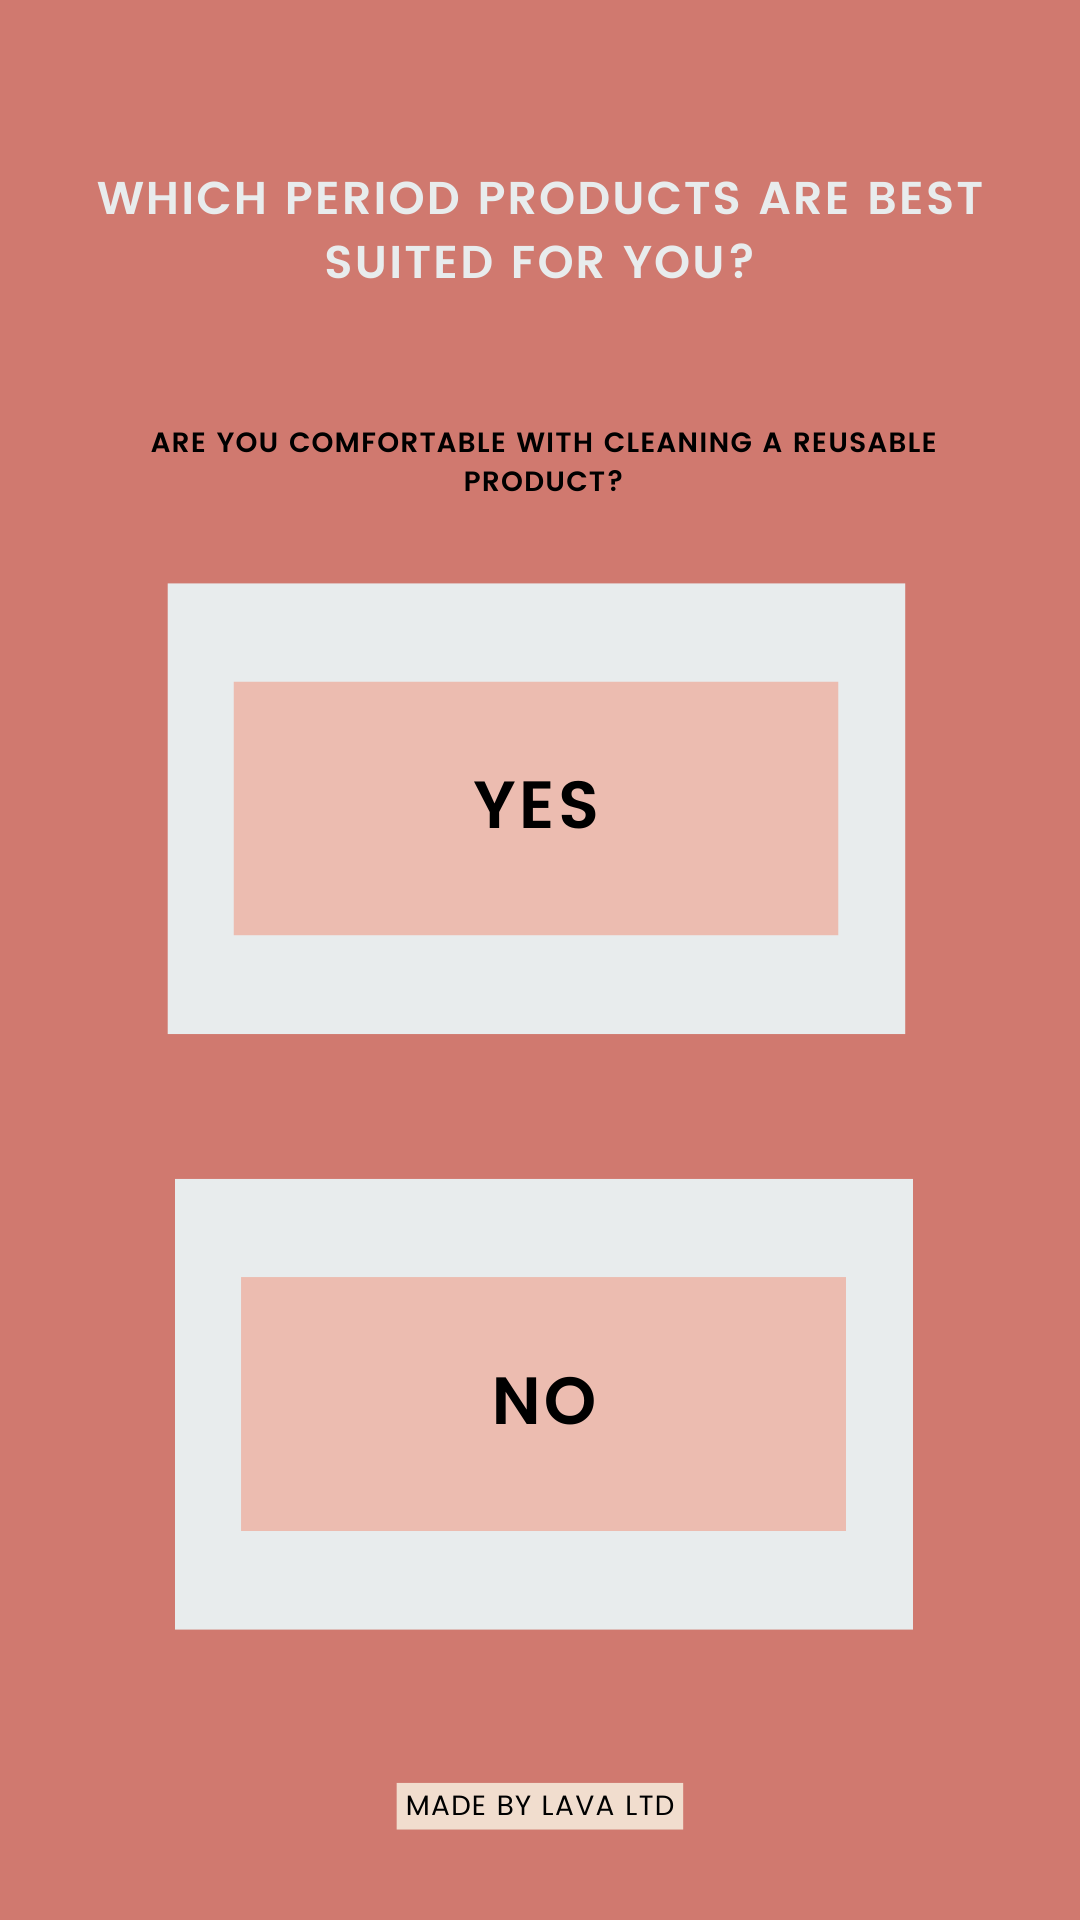 WHICH PERIOD PRODUCTS ARE BEST
SUITED FOR YOU?
ARE YOU COMFORTABLE WITH CLEANING A REUSABLE
PRODUCT?
YES
NO
MADE BY LAVA LTD